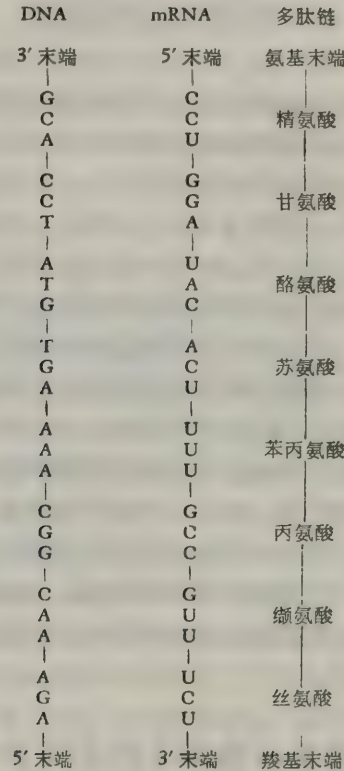 DNA mRNA 多肽链
3′末端 5′末端 氨基末端
G C
C C 精氨酸
A U
C G
C G 甘氨酸
T A
A U
T A 酪氨酸
G C
T A
G C 苏氨酸
A U
A U
A U 苯丙氨酸
A U
C G
G C 丙氨酸
G C
C G
A U 缬氨酸
A U
A U
G C 丝氨酸
A U
5′末端 3′末端 羧基末端